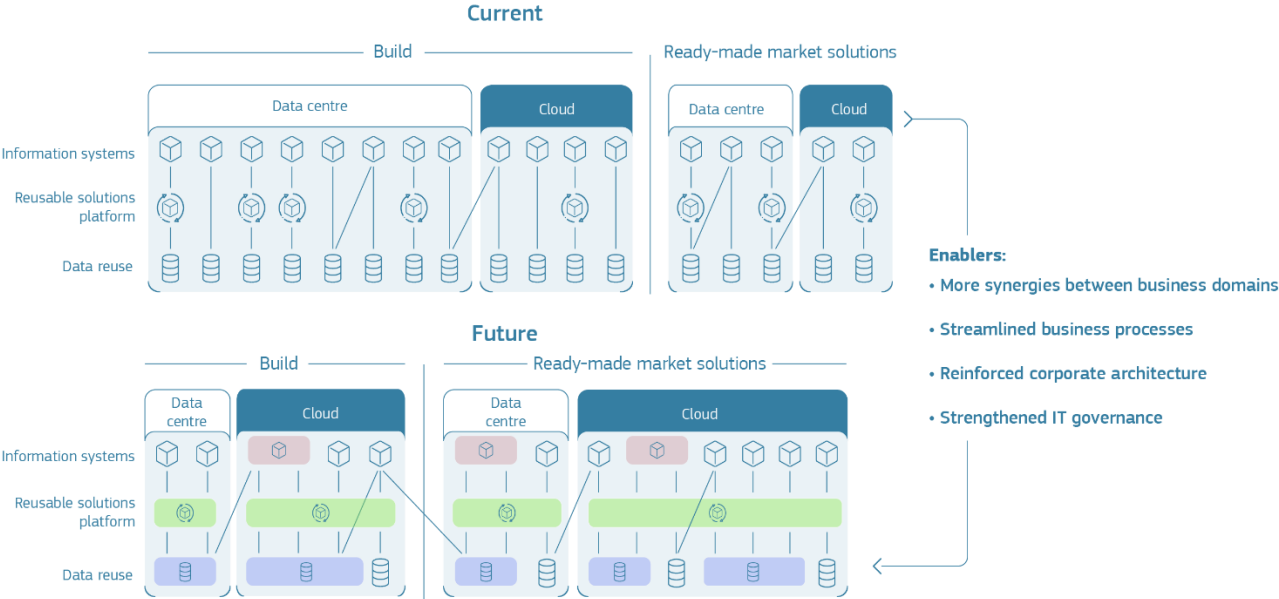 Current
Build
Ready-made market solutions
Data centre
Cloud
Data centre
Cloud
Information systems
Reusable solutions
platform
Data reuse
Enablers:
• More synergies between business domains
• Streamlined business processes
• Reinforced corporate architecture
• Strengthened IT governance
Future
Build
Ready-made market solutions
Data
centre
Cloud
Data
centre
Cloud
Information systems
Reusable solutions
platform
Data reuse